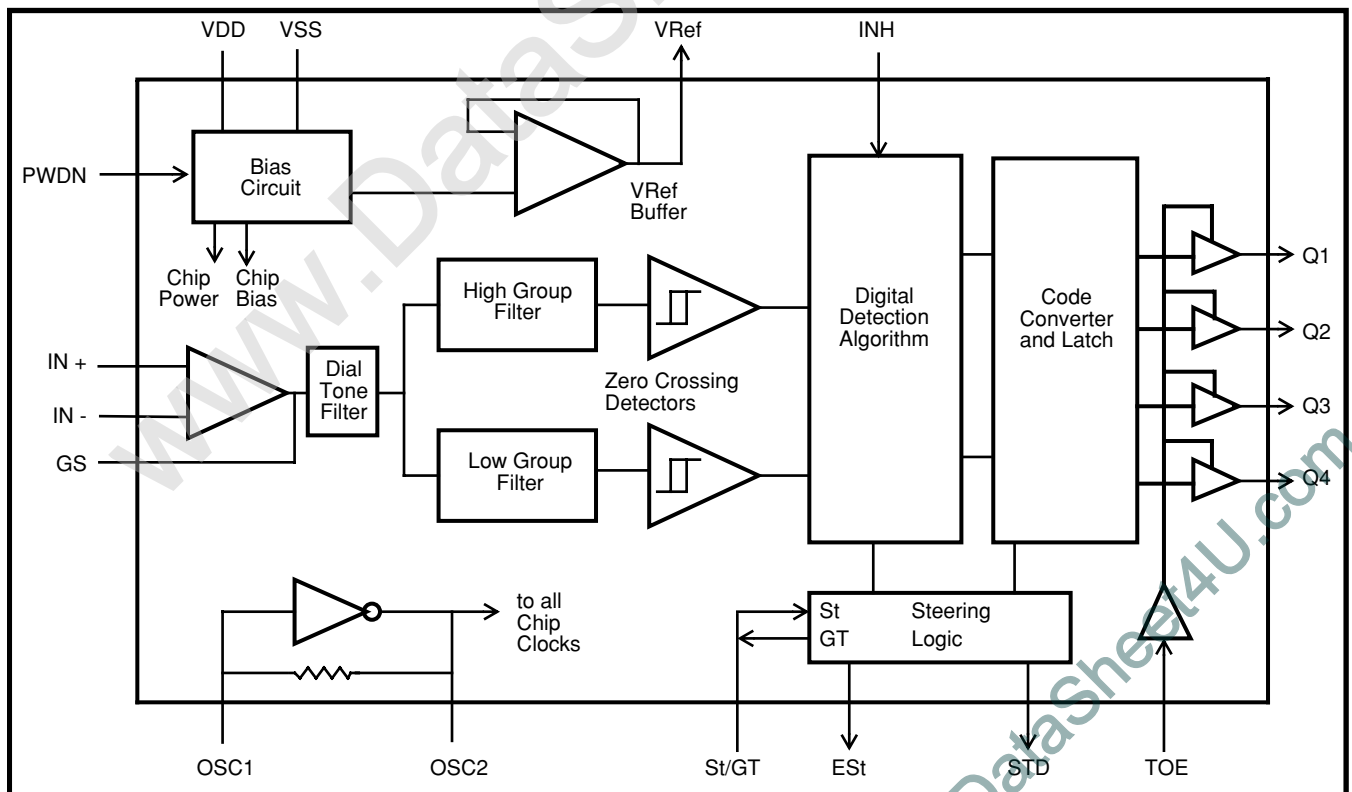 VDD VSS VRef INH
PWDN
Bias
Circuit
VRef
Buffer
Chip
Power
Chip
Bias
High Group
Filter
Digital
Detection
Algorithm
Code
Converter
and Latch
Q1
Q2
Q3
Q4
IN +
IN -
GS
Dial
Tone
Filter
Zero Crossing
Detectors
Low Group
Filter
to all
Chip
Clocks
St Steering
GT Logic
OSC1 OSC2 St/GT ESt STD TOE
www.DataSh
DataSheet4U.com